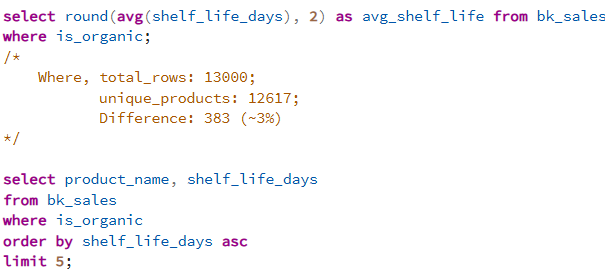 select round(avg(shelf_life_days), 2) as avg_shelf_life from bk_sales
where is_organic;
/*
    Where, total_rows: 13000;
           unique_products: 12617;
           Difference: 383 (~3%)
*/

select product_name, shelf_life_days
from bk_sales
where is_organic
order by shelf_life_days asc
limit 5;